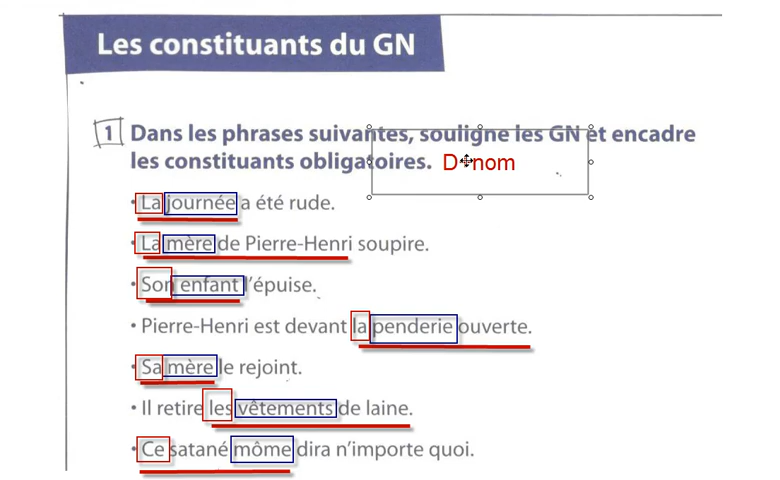 Les constituants du GN
1 Dans les phrases suivantes, souligne les GN et encadre
les constituants obligatoires. D+nom
• La journée a été rude.
• La mère de Pierre-Henri soupire.
• Son enfant l'épuise.
• Pierre-Henri est devant la penderie ouverte.
• Sa mère le rejoint.
• Il retire les vêtements de laine.
• Ce satané môme dira n'importe quoi.